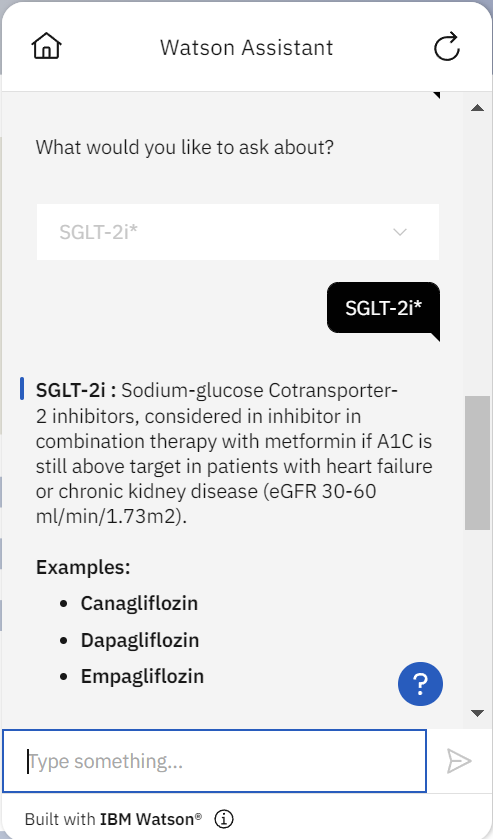 Watson Assistant
What would you like to ask about?
SGLT-2i*
SGLT-2i*
SGLT-2i : Sodium-glucose Cotransporter-
2 inhibitors, considered in inhibitor in
combination therapy with metformin if A1C is
still above target in patients with heart failure
or chronic kidney disease (eGFR 30-60
ml/min/1.73m2).
Examples:
• Canagliflozin
• Dapagliflozin
• Empagliflozin
?
Type something...
Built with IBM Watson®